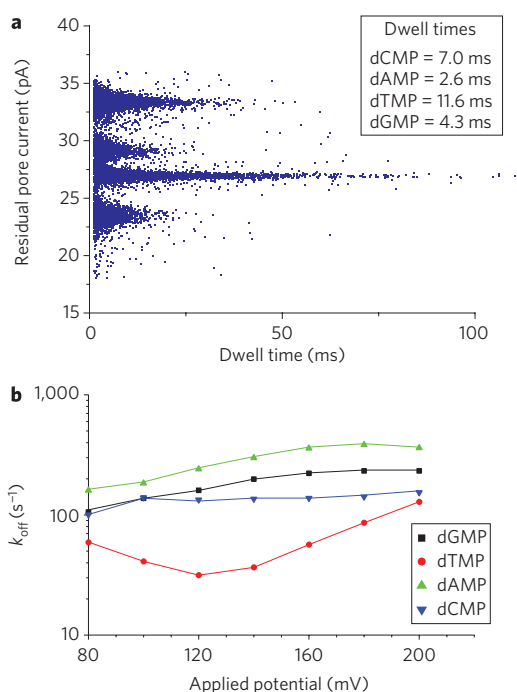 a
40
35
30
25
20
15
Residual pore current (pA)
0
50
100
Dwell time (ms)
Dwell times
dCMP = 7.0 ms
dAMP = 2.6 ms
dTMP = 11.6 ms
dGMP = 4.3 ms
b
1,000
100
10
k_off (s⁻¹)
80
120
160
200
Applied potential (mV)
dGMP
dTMP
dAMP
dCMP